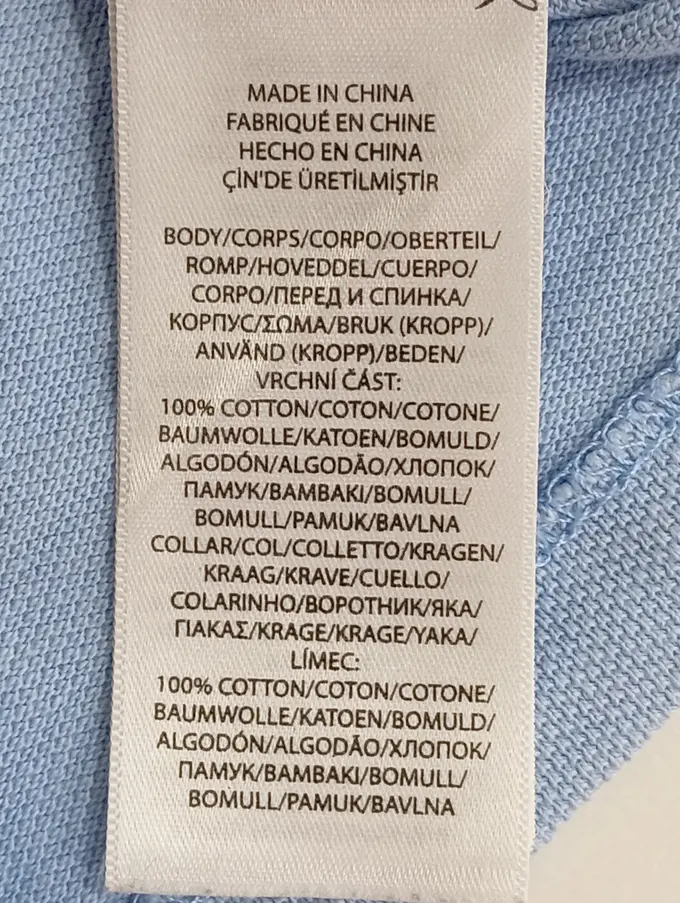 MADE IN CHINA
FABRIQUÉ EN CHINE
HECHO EN CHINA
ÇİN'DE ÜRETİLMİŞTİR
BODY/CORPS/CORPO/OBERTEIL/
ROMP/HOVEDDEL/CUERPO/
CORPO/ПЕРЕД И СПИНКА/
КОРПУС/ΣΩΜΑ/BRUK (KROPP)/
ANVÄND (KROPP)/BEDEN/
VRCHNÍ ČÁST:
100% COTTON/COTON/COTONE/
BAUMWOLLE/KATOEN/BOMULD/
ALGODÓN/ALGODÃO/ХЛОПОК/
ПАМУК/BAMBAKI/BOMULL/
BOMULL/PAMUK/BAVLNA
COLLAR/COL/COLLETTO/KRAGEN/
KRAAG/KRAVE/CUELLO/
COLARINHO/ВОРОТНИК/ЯКА/
ΓΙΑΚΑΣ/KRAGE/KRAGE/YAKA/
LÍMEC:
100% COTTON/COTON/COTONE/
BAUMWOLLE/KATOEN/BOMULD/
ALGODÓN/ALGODÃO/ХЛОПОК/
ПАМУК/BAMBAKI/BOMULL/
BOMULL/PAMUK/BAVLNA